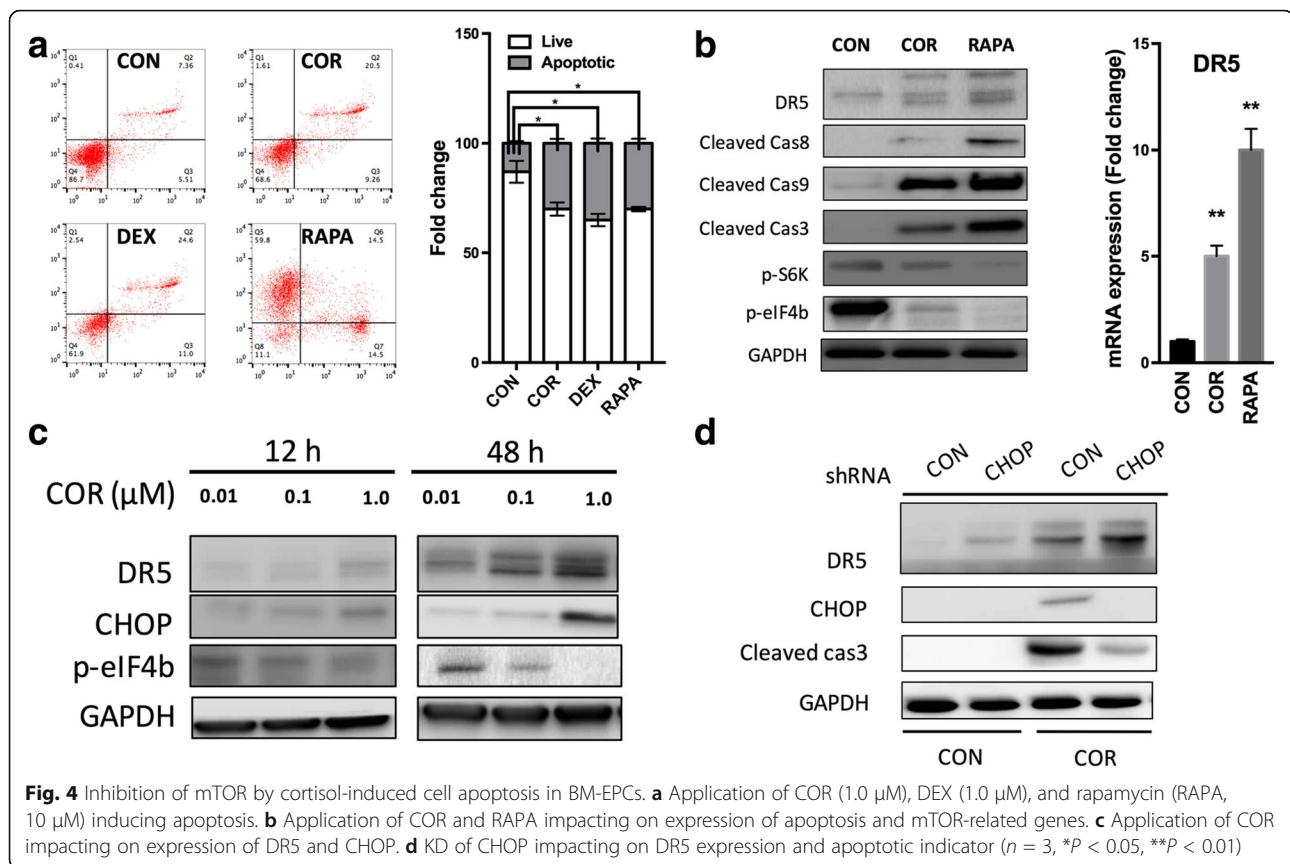 a
CON
Q1
0.41
Q2
7.36
Q4
86.7
Q3
5.51
COR
Q1
1.61
Q2
20.5
Q4
68.6
Q3
9.26
DEX
Q1
2.54
Q2
24.6
Q4
61.9
Q3
11.0
RAPA
Q5
59.8
Q6
14.5
Q8
11.1
Q7
14.5
10⁰ 10¹ 10² 10³ 10⁴
Fold change
150
100
50
0
Live
Apoptotic
* * *
CON COR DEX RAPA
b
CON COR RAPA
DR5
Cleaved Cas8
Cleaved Cas9
Cleaved Cas3
p-S6K
p-eIF4b
GAPDH
mRNA expression (Fold change)
15
10
5
0
DR5
**
**
CON COR RAPA
c
12 h 48 h
COR (μM) 0.01 0.1 1.0 0.01 0.1 1.0
DR5
CHOP
p-eIF4b
GAPDH
d
shRNA CON CHOP CON CHOP
DR5
CHOP
Cleaved cas3
GAPDH
CON COR
Fig. 4 Inhibition of mTOR by cortisol-induced cell apoptosis in BM-EPCs. a Application of COR (1.0 μM), DEX (1.0 μM), and rapamycin (RAPA,
10 μM) inducing apoptosis. b Application of COR and RAPA impacting on expression of apoptosis and mTOR-related genes. c Application of COR
impacting on expression of DR5 and CHOP. d KD of CHOP impacting on DR5 expression and apoptotic indicator (n = 3, *P < 0.05, **P < 0.01)